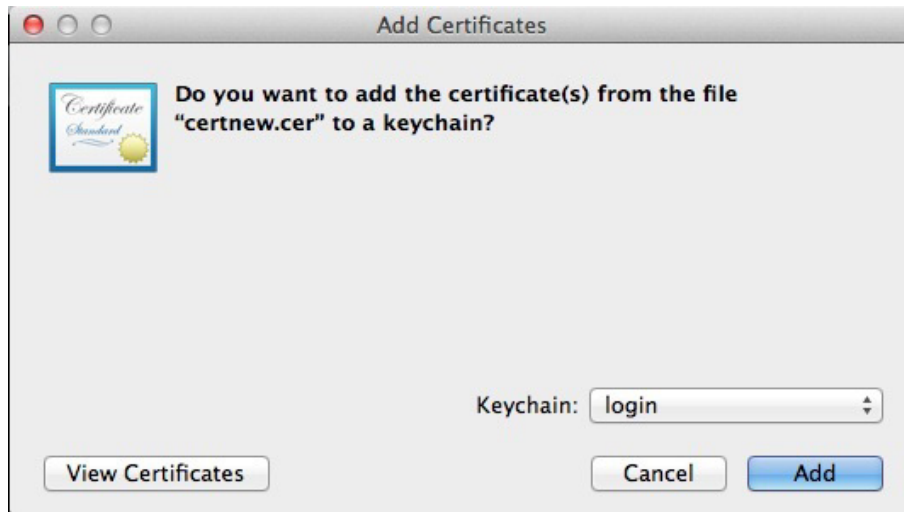 Add Certificates
Certificate
Standard
Do you want to add the certificate(s) from the file
“certnew.cer” to a keychain?
Keychain: login
View Certificates Cancel Add